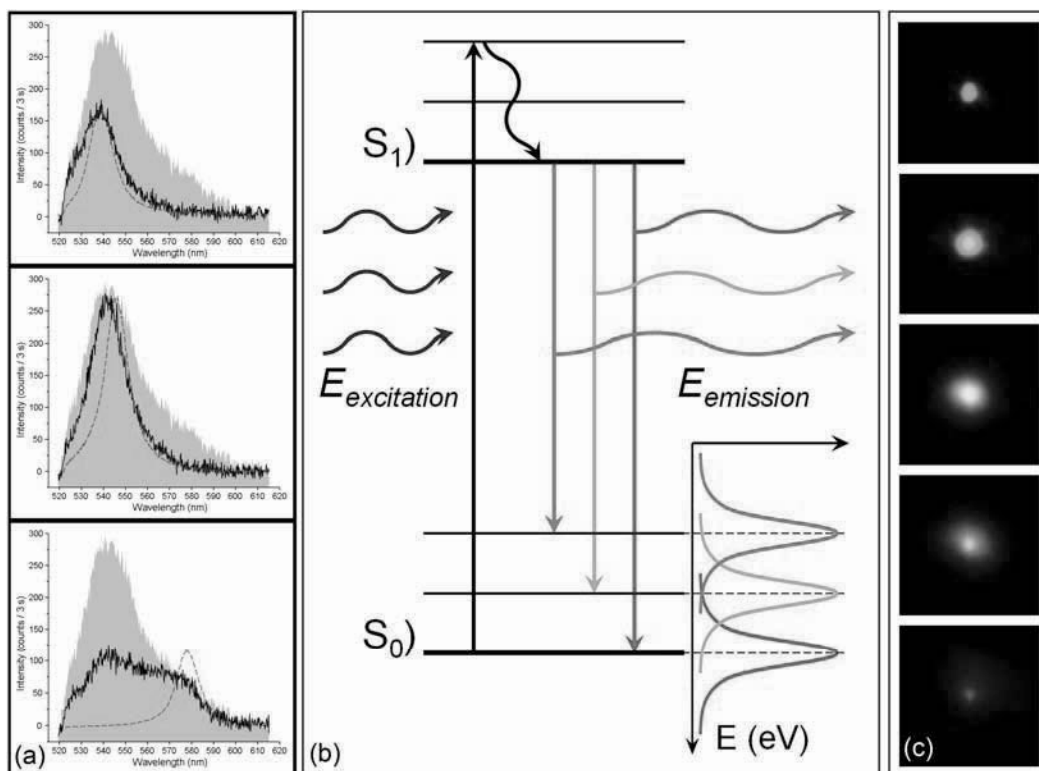 300
250
200
150
100
50
0
Intensity (counts / 3 s)
520 530 540 550 560 570 580 590 600 610 620
Wavelength (nm)
300
250
200
150
100
50
0
Intensity (counts / 3 s)
520 530 540 550 560 570 580 590 600 610 620
Wavelength (nm)
300
250
200
150
100
50
0
Intensity (counts / 3 s)
520 530 540 550 560 570 580 590 600 610 620
Wavelength (nm)
(a)
S1)
Eexcitation
Eemission
S0)
E (eV)
(b)
(c)